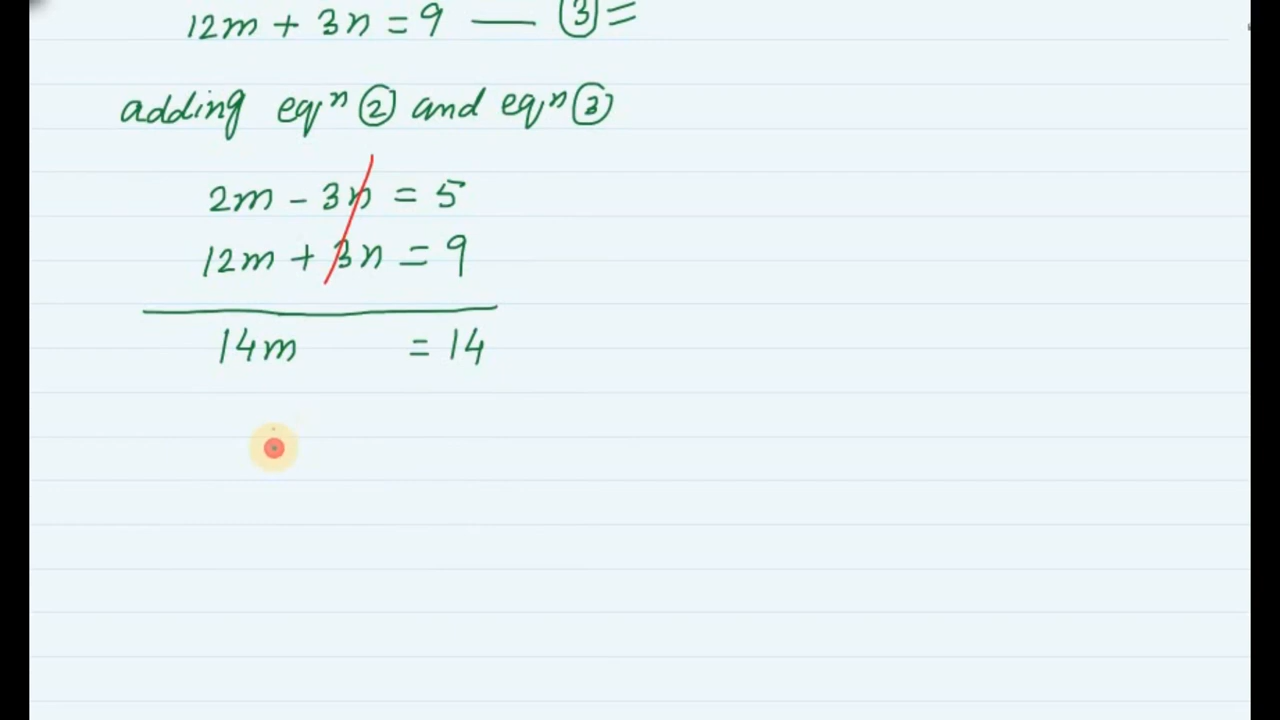 12m + 3n = 9 — ③ =
adding eqⁿ ② and eqⁿ ③
2m - 3n = 5
12m + 3n = 9
14m = 14